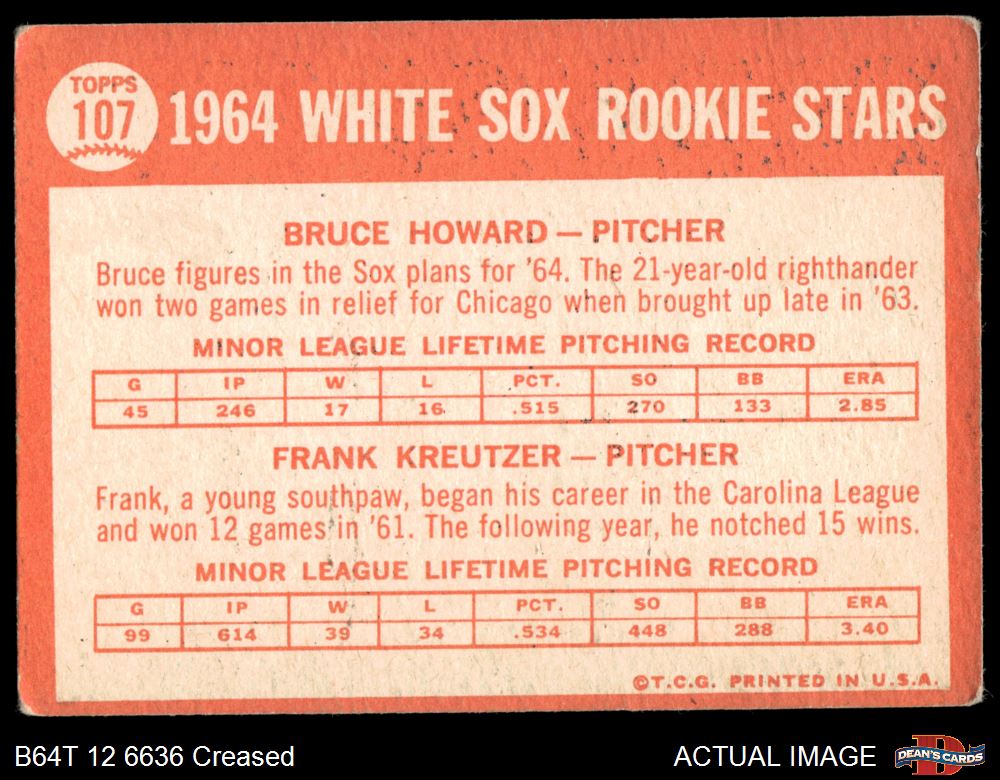 TOPPS
107
1964 WHITE SOX ROOKIE STARS
BRUCE HOWARD — PITCHER
Bruce figures in the Sox plans for '64. The 21-year-old righthander
won two games in relief for Chicago when brought up late in '63.
MINOR LEAGUE LIFETIME PITCHING RECORD
G IP W L PCT. SO BB ERA
45 246 17 16 .515 270 133 2.85
FRANK KREUTZER — PITCHER
Frank, a young southpaw, began his career in the Carolina League
and won 12 games in '61. The following year, he notched 15 wins.
MINOR LEAGUE LIFETIME PITCHING RECORD
G IP W L PCT. SO BB ERA
99 614 39 34 .534 448 288 3.40
©T.C.G. PRINTED IN U.S.A.
B64T 12 6636 Creased
ACTUAL IMAGE
DEAN'S CARDS